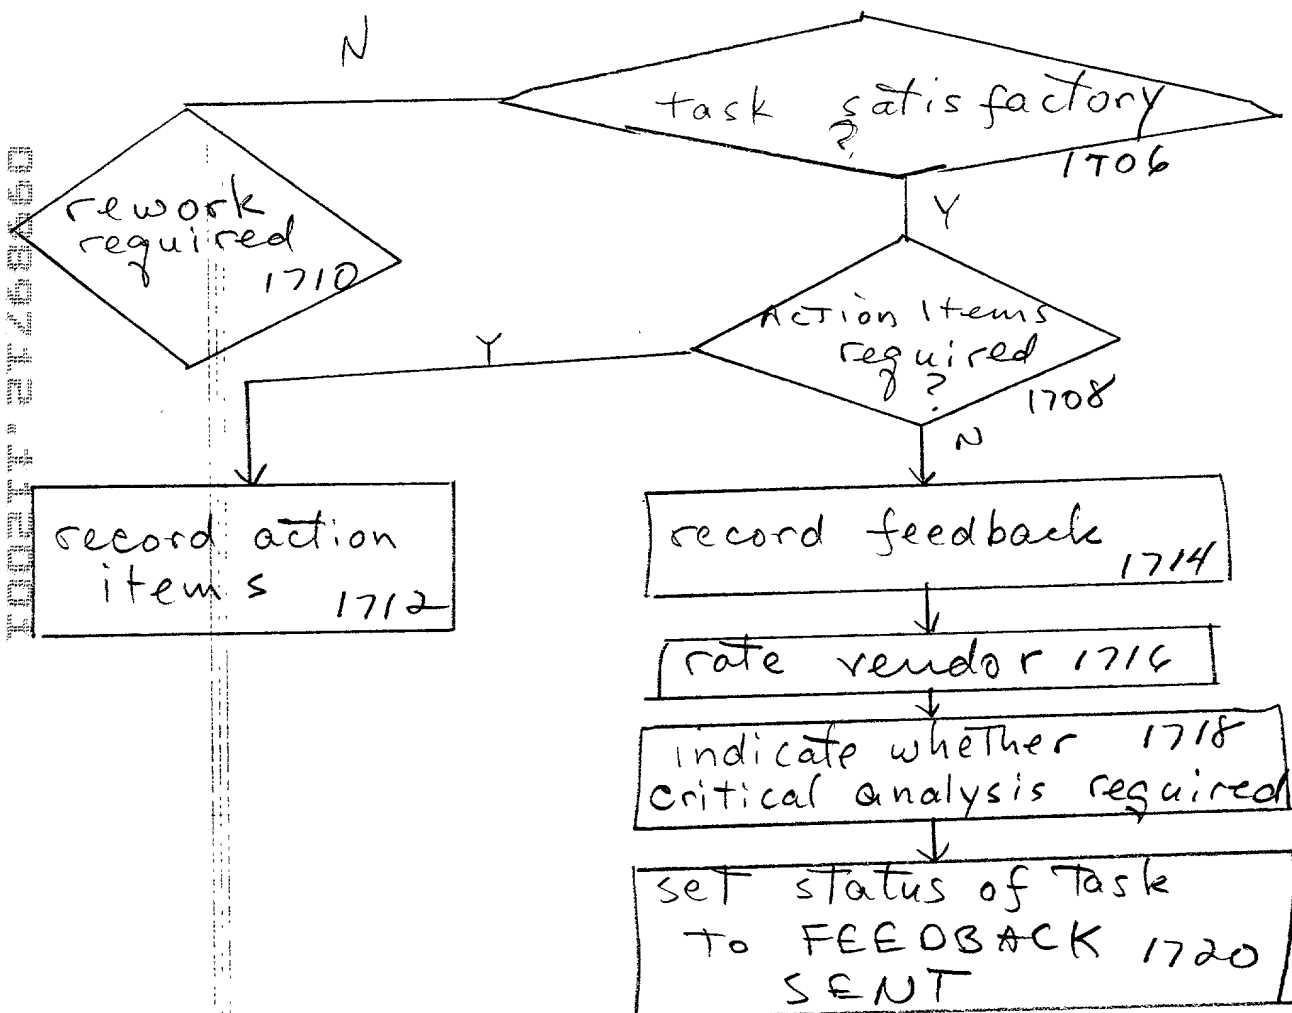 N
task satisfactory
?
1706
Y
rework
required
1710
Action Items
required
?
1708
Y
N
record action
items
1712
record feedback
1714
rate vendor 1716
indicate whether 1718
critical analysis required
set status of Task
to FEEDBACK 1720
SENT